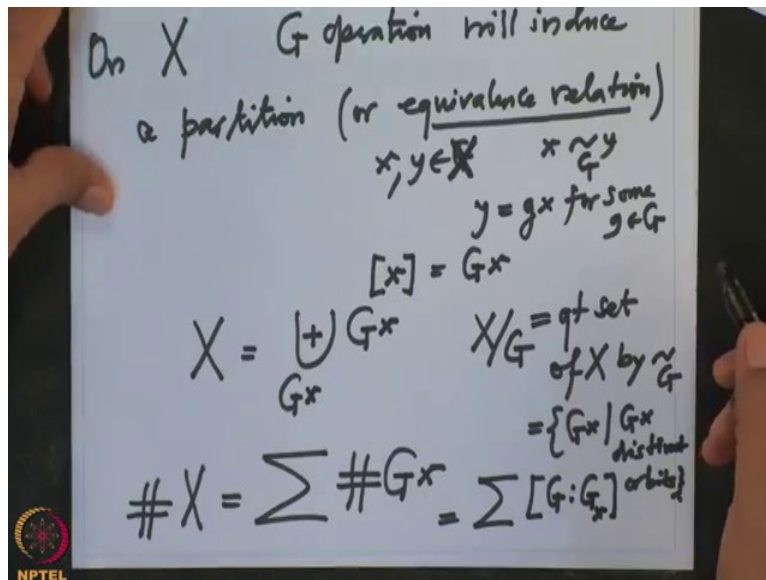 On X G operation will induce
a partition (or equivalence relation)
x, y ∈ X x ~G y
y = gx for some
g ∈ G
[x] = Gx
X = ⊎ Gx
Gx
X/G = qt set
of X by ~G
= {Gx | Gx
distinct
orbits}
#X = Σ #Gx = Σ [G:Gx]
NPTEL